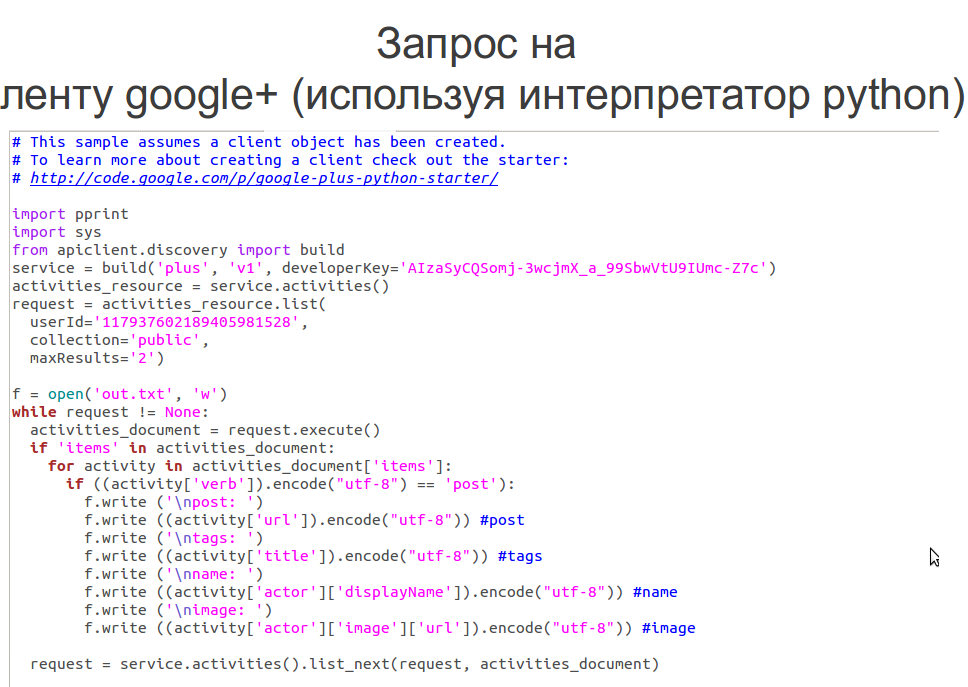 Запрос на
ленту google+ (используя интерпретатор python)
# This sample assumes a client object has been created.
# To learn more about creating a client check out the starter:
# http://code.google.com/p/google-plus-python-starter/
import pprint
import sys
from apiclient.discovery import build
service = build('plus', 'v1', developerKey='AIzaSyCQSomj-3wcjmX_a_99SbwVtU9IUmc-Z7c')
activities_resource = service.activities()
request = activities_resource.list(
  userId='117937602189405981528',
  collection='public',
  maxResults='2')
f = open('out.txt', 'w')
while request != None:
  activities_document = request.execute()
  if 'items' in activities_document:
    for activity in activities_document['items']:
      if ((activity['verb']).encode("utf-8") == 'post'):
        f.write ('\npost: ')
        f.write ((activity['url']).encode("utf-8")) #post
        f.write ('\ntags: ')
        f.write ((activity['title']).encode("utf-8")) #tags
        f.write ('\nname: ')
        f.write ((activity['actor']['displayName']).encode("utf-8")) #name
        f.write ('\nimage: ')
        f.write ((activity['actor']['image']['url']).encode("utf-8")) #image
  request = service.activities().list_next(request, activities_document)